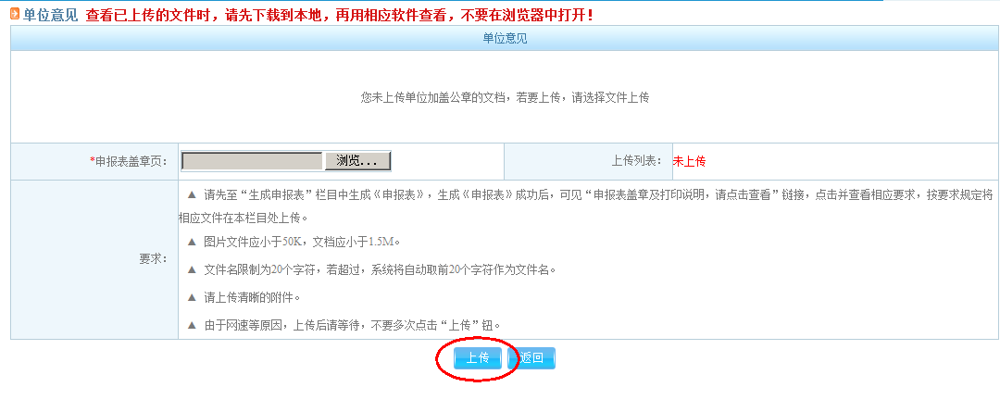 单位意见 查看已上传的文件时，请先下载到本地，再用相应软件查看，不要在浏览器中打开！
单位意见
您未上传单位加盖公章的文档，若要上传，请选择文件上传
*申报表盖章页： 浏览... 上传列表： 未上传
要求：
▲ 请先至“生成申报表”栏目中生成《申报表》，生成《申报表》成功后，可见“申报表盖章及打印说明，请点击查看”链接，点击并查看相应要求，按要求规定将
相应文件在本栏目处上传。
▲ 图片文件应小于50K，文档应小于1.5M。
▲ 文件名限制为20个字符，若超过，系统将自动取前20个字符作为文件名。
▲ 请上传清晰的附件。
▲ 由于网速等原因，上传后请等待，不要多次点击“上传”钮。
上传 返回